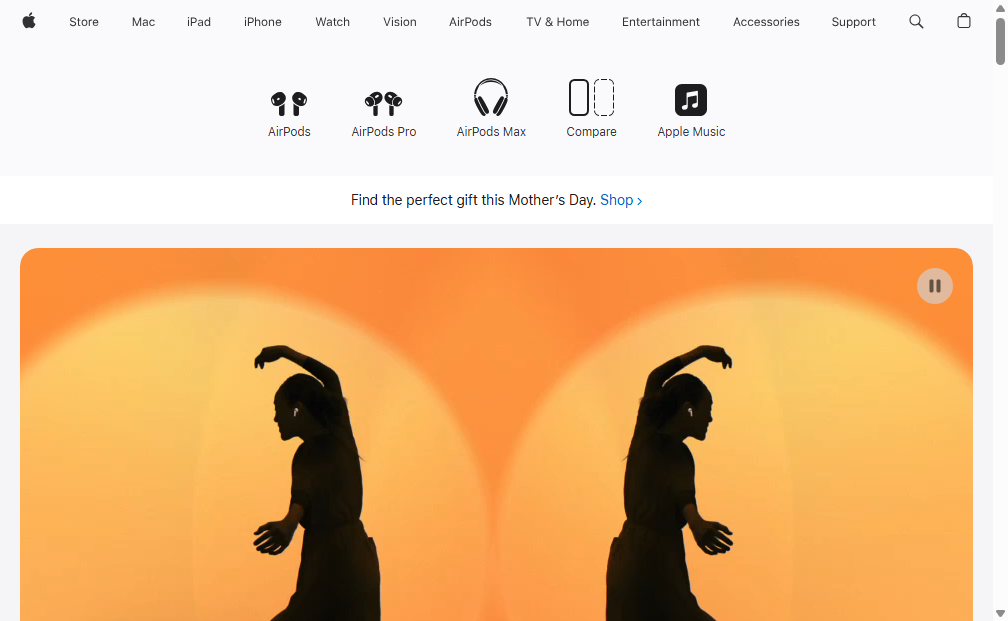 Store Mac iPad iPhone Watch Vision AirPods TV & Home Entertainment Accessories Support
AirPods AirPods Pro AirPods Max Compare Apple Music
Find the perfect gift this Mother's Day. Shop >